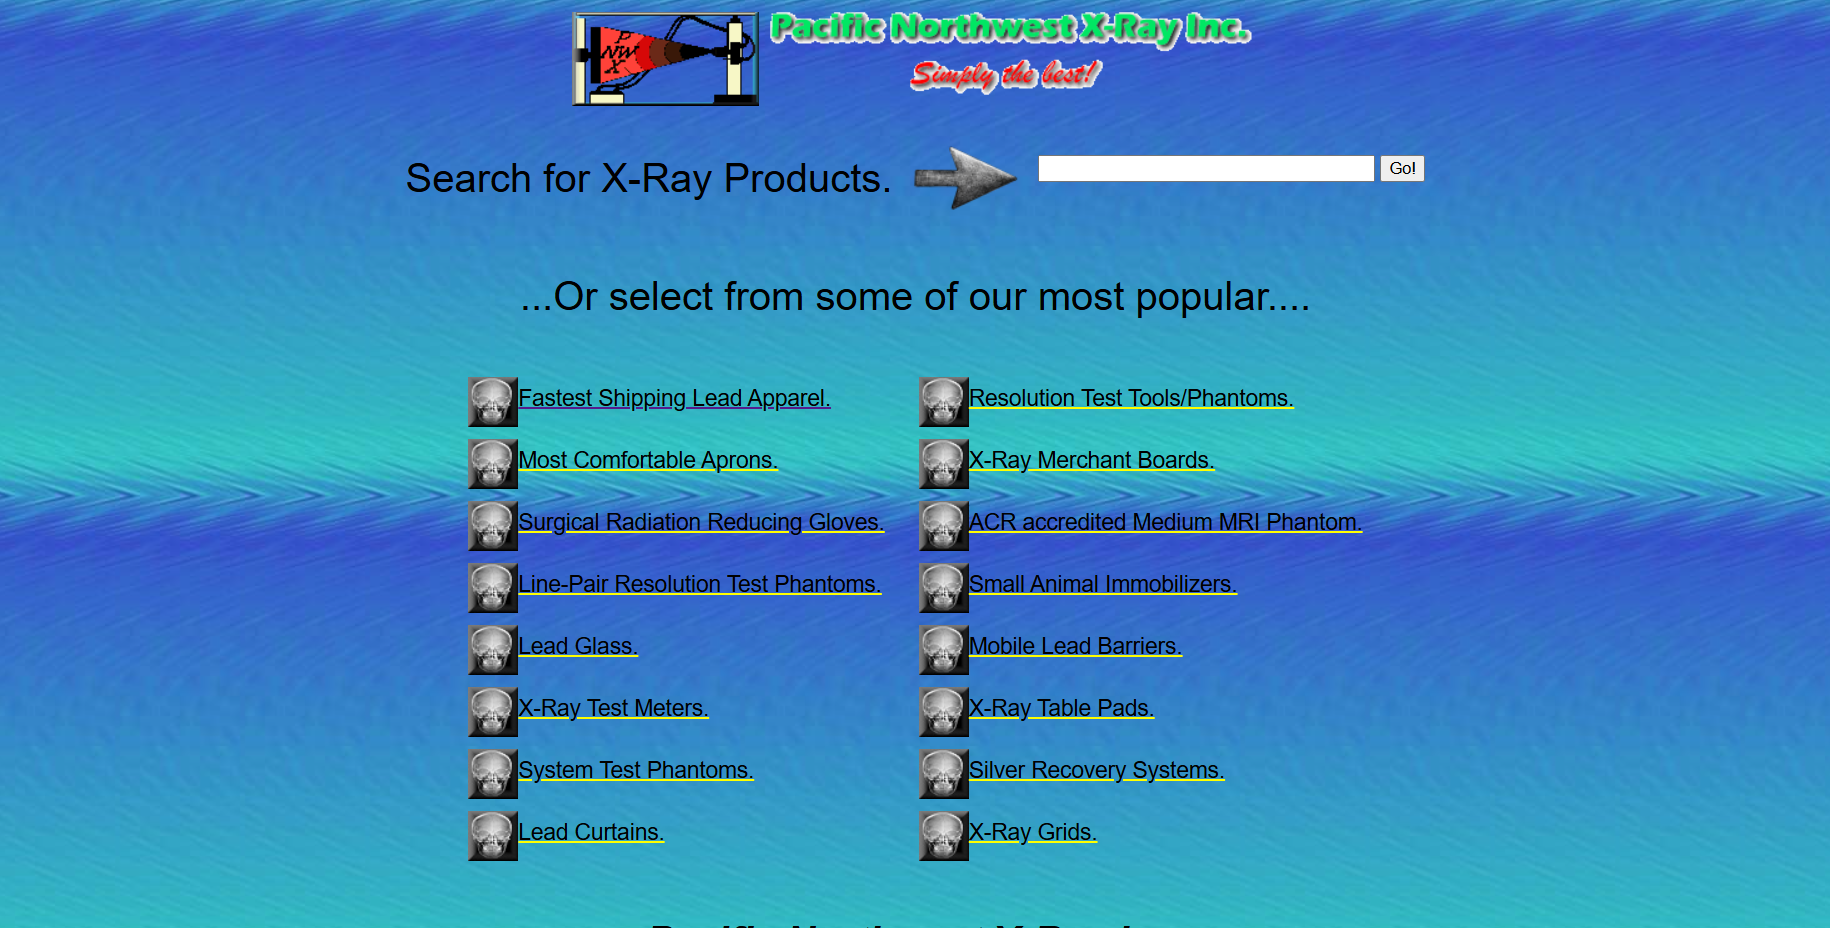 P
NW
X
Pacific Northwest X-Ray Inc.
Simply the best!
Search for X-Ray Products.
Go!
...Or select from some of our most popular....
Fastest Shipping Lead Apparel.
Resolution Test Tools/Phantoms.
Most Comfortable Aprons.
X-Ray Merchant Boards.
Surgical Radiation Reducing Gloves.
ACR accredited Medium MRI Phantom.
Line-Pair Resolution Test Phantoms.
Small Animal Immobilizers.
Lead Glass.
Mobile Lead Barriers.
X-Ray Test Meters.
X-Ray Table Pads.
System Test Phantoms.
Silver Recovery Systems.
Lead Curtains.
X-Ray Grids.
Pacific Northwest X-Ray